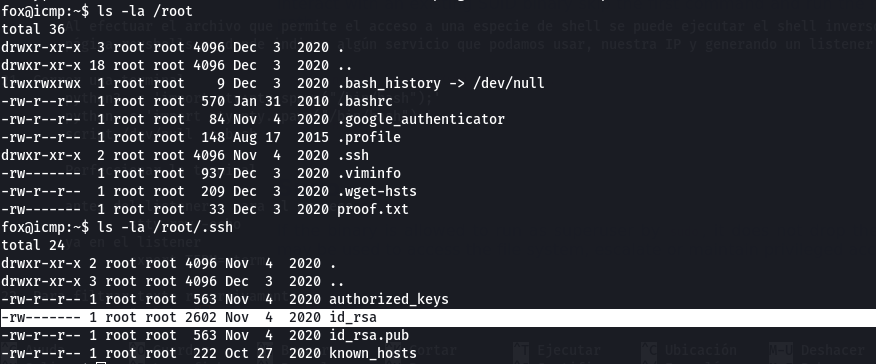 fox@icmp:~$ ls -la /root
total 36
drwxr-xr-x  3 root root 4096 Dec  3  2020 .
drwxr-xr-x 18 root root 4096 Dec  3  2020 ..
lrwxrwxrwx  1 root root    9 Dec  3  2020 .bash_history -> /dev/null
-rw-r--r--  1 root root  570 Jan 31  2010 .bashrc
-r--------  1 root root   84 Nov  4  2020 .google_authenticator
-rw-r--r--  1 root root  148 Aug 17  2015 .profile
drwxr-xr-x  2 root root 4096 Nov  4  2020 .ssh
-rw-------  1 root root  937 Dec  3  2020 .viminfo
-rw-r--r--  1 root root  209 Dec  3  2020 .wget-hsts
-rw-------  1 root root   33 Dec  3  2020 proof.txt
fox@icmp:~$ ls -la /root/.ssh
total 24
drwxr-xr-x 2 root root 4096 Nov  4  2020 .
drwxr-xr-x 3 root root 4096 Dec  3  2020 ..
-rw-r--r-- 1 root root  563 Nov  4  2020 authorized_keys
-rw------- 1 root root 2602 Nov  4  2020 id_rsa
-rw-r--r-- 1 root root  563 Nov  4  2020 id_rsa.pub
-rw-r--r-- 1 root root  222 Oct 27  2020 known_hosts